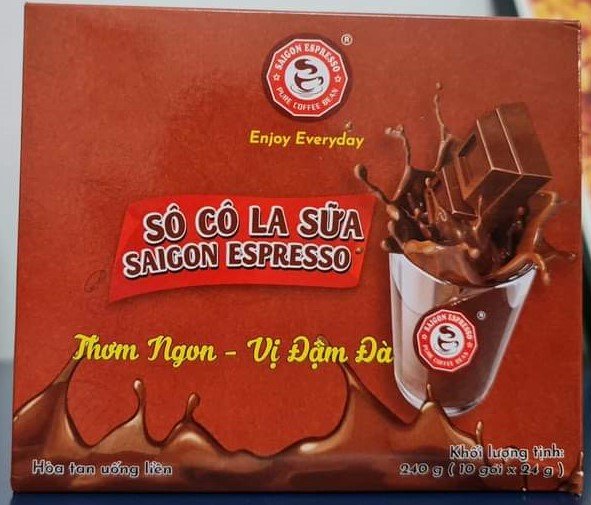 SAIGON ESPRESSO
PURE COFFEE BEAN
®
Enjoy Everyday
SÔ CÔ LA SỮA
SAIGON ESPRESSO
SAIGON ESPRESSO
PURE COFFEE BEAN
®
Thơm Ngon - Vị Đậm Đà
Hòa tan uống liền
Khối lượng tịnh:
240 g ( 10 gói x 24 g )